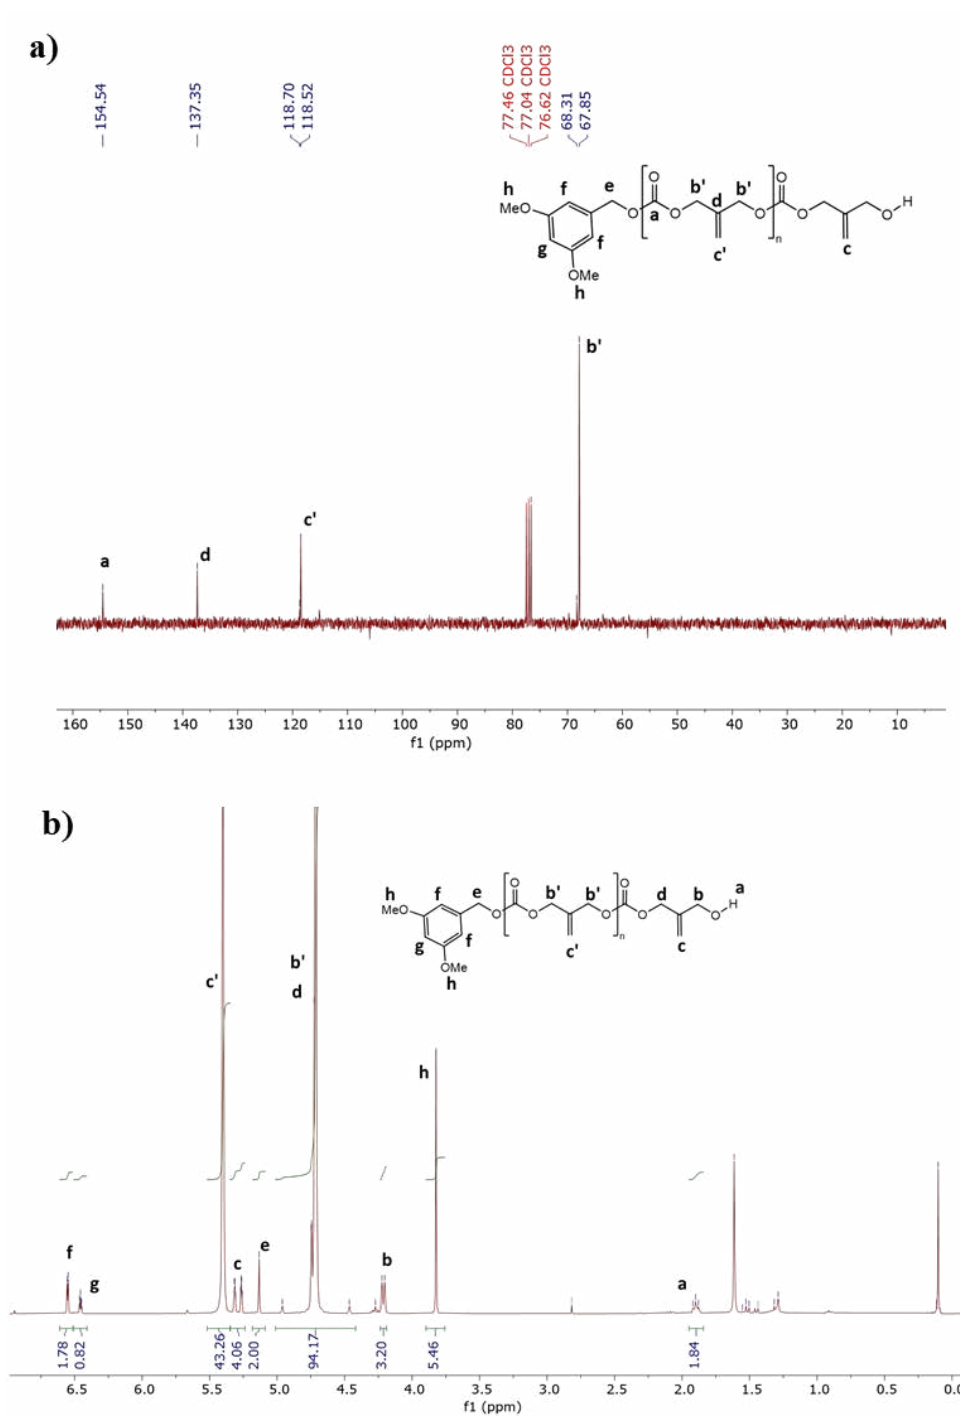 a)
154.54
137.35
118.70
118.52
77.46 CDCl3
77.04 CDCl3
76.62 CDCl3
68.31
67.85
h f e b' b' O
MeO O a O d O O O H
g f c' n c
OMe
h
a
d
c'
b'
160 150 140 130 120 110 100 90 80 70 60 50 40 30 20 10
f1 (ppm)
b)
h f e O b' b' O d b a
MeO O O O O O H
g f c' n c
OMe
h
c'
b'
d
h
f
g
c
e
b
a
1.78
0.82
43.26
4.06
2.00
94.17
3.20
5.46
1.84
6.5 6.0 5.5 5.0 4.5 4.0 3.5 3.0 2.5 2.0 1.5 1.0 0.5 0.0
f1 (ppm)